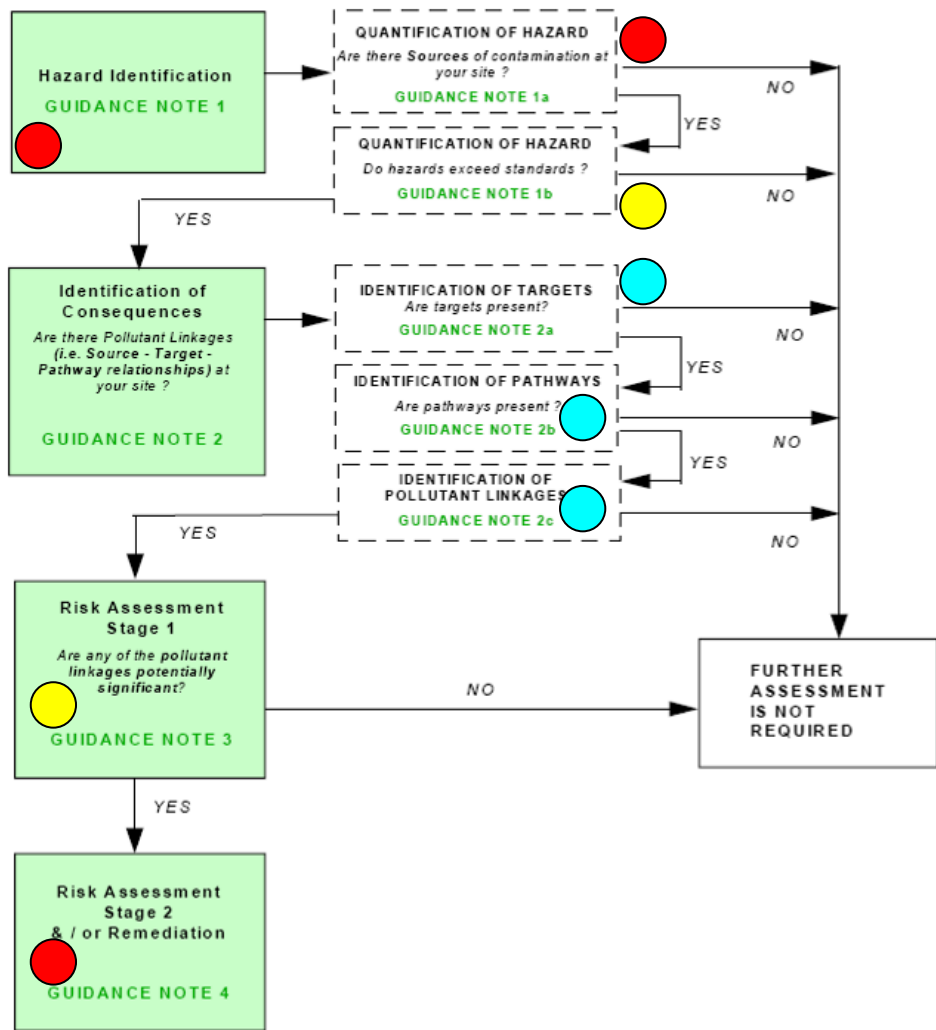 Hazard Identification
GUIDANCE NOTE 1
QUANTIFICATION OF HAZARD
Are there Sources of contamination at
your site ?
GUIDANCE NOTE 1a
NO
YES
QUANTIFICATION OF HAZARD
Do hazards exceed standards ?
GUIDANCE NOTE 1b
NO
YES
Identification of
Consequences
Are there Pollutant Linkages
(i.e. Source - Target -
Pathway relationships) at
your site ?
GUIDANCE NOTE 2
IDENTIFICATION OF TARGETS
Are targets present?
GUIDANCE NOTE 2a
NO
YES
IDENTIFICATION OF PATHWAYS
Are pathways present ?
GUIDANCE NOTE 2b
NO
YES
IDENTIFICATION OF
POLLUTANT LINKAGES
GUIDANCE NOTE 2c
NO
YES
Risk Assessment
Stage 1
Are any of the pollutant
linkages potentially
significant?
GUIDANCE NOTE 3
NO
FURTHER
ASSESSMENT
IS NOT
REQUIRED
YES
Risk Assessment
Stage 2
& / or Remediation
GUIDANCE NOTE 4